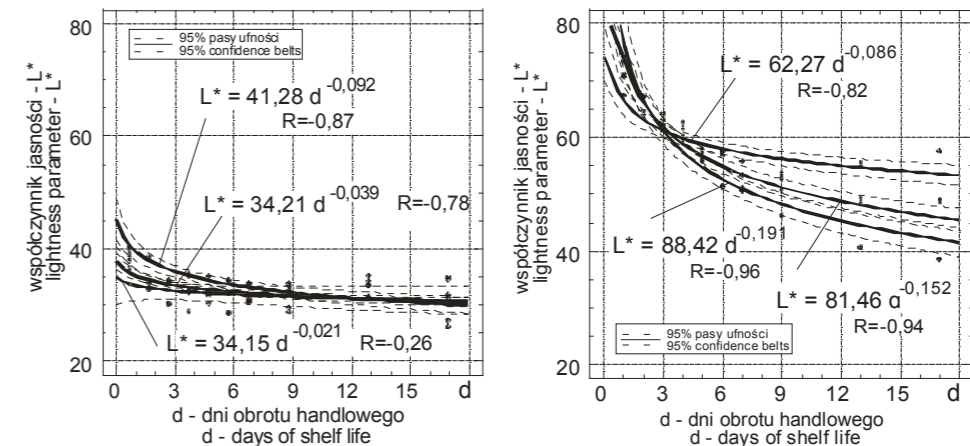 współczynnik jasności - L*
lightness parameter - L*
80
60
40
20
95% pasy ufności
95% confidence belts
L* = 41,28 d-0,092
R=-0,87
L* = 34,21 d-0,039 R=-0,78
L* = 34,15 d-0,021 R=-0,26
0 3 6 9 12 15 d
d - dni obrotu handlowego
d - days of shelf life
współczynnik jasności - L*
lightness parameter - L*
80
60
40
20
L* = 62,27 d-0,086
R=-0,82
L* = 88,42 d-0,191
R=-0,96
L* = 81,46 d-0,152
R=-0,94
95% pasy ufności
95% confidence belts
0 3 6 9 12 15 d
d - dni obrotu handlowego
d - days of shelf life